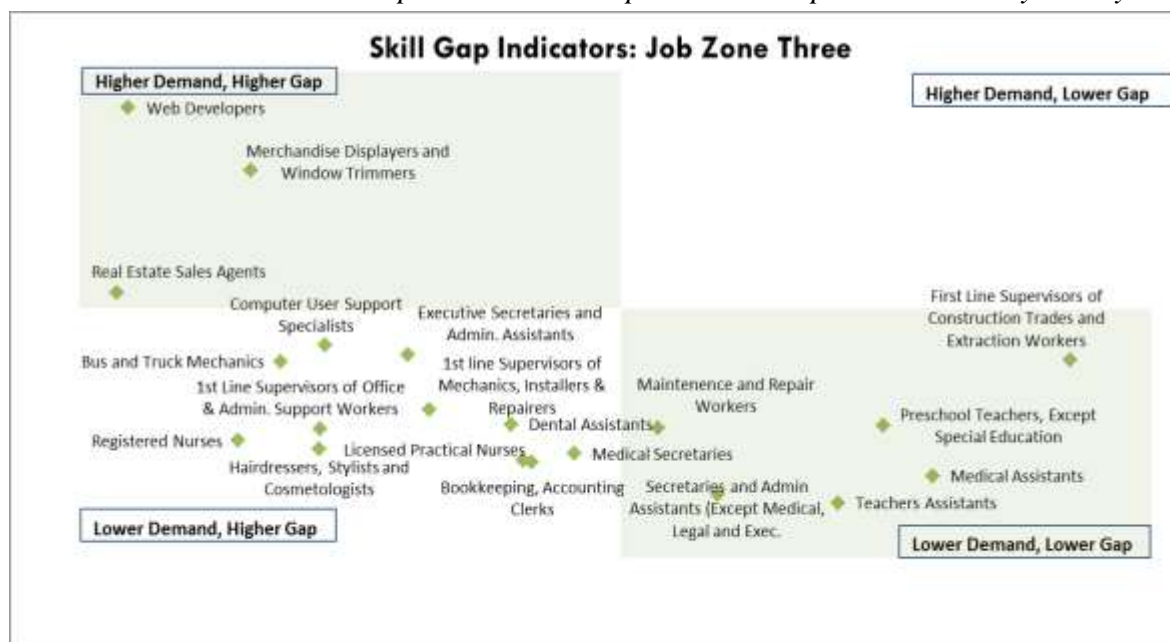 Skill Gap Indicators: Job Zone Three
Higher Demand, Higher Gap
Higher Demand, Lower Gap
Web Developers
Merchandise Displayers and
Window Trimmers
Real Estate Sales Agents
Computer User Support
Specialists
Executive Secretaries and
Admin. Assistants
First Line Supervisors of
Construction Trades and
Extraction Workers
Bus and Truck Mechanics
1st line Supervisors of
Mechanics, Installers &
Repairers
1st Line Supervisors of Office
& Admin. Support Workers
Maintenence and Repair
Workers
Dental Assistants
Preschool Teachers, Except
Special Education
Registered Nurses
Licensed Practical Nurses
Medical Secretaries
Hairdressers, Stylists and
Cosmetologists
Bookkeeping, Accounting
Clerks
Secretaries and Admin
Assistants (Except Medical,
Legal and Exec.
Medical Assistants
Teachers Assistants
Lower Demand, Higher Gap
Lower Demand, Lower Gap